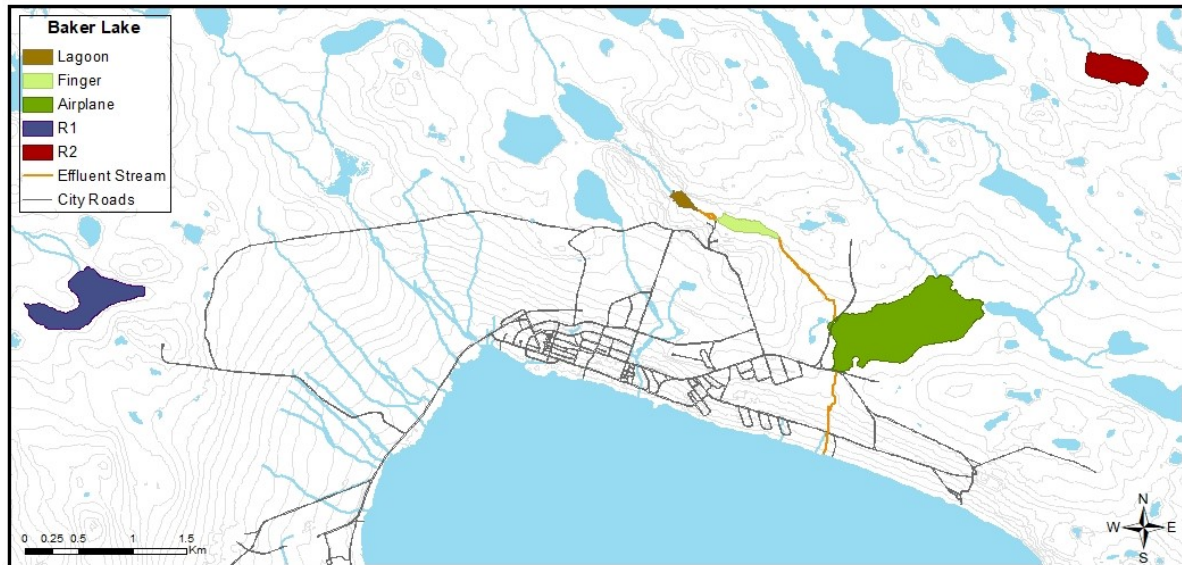 Baker Lake
Lagoon
Finger
Airplane
R1
R2
Effluent Stream
City Roads
0 0.25 0.5 1 1.5
Km
N
W E
S